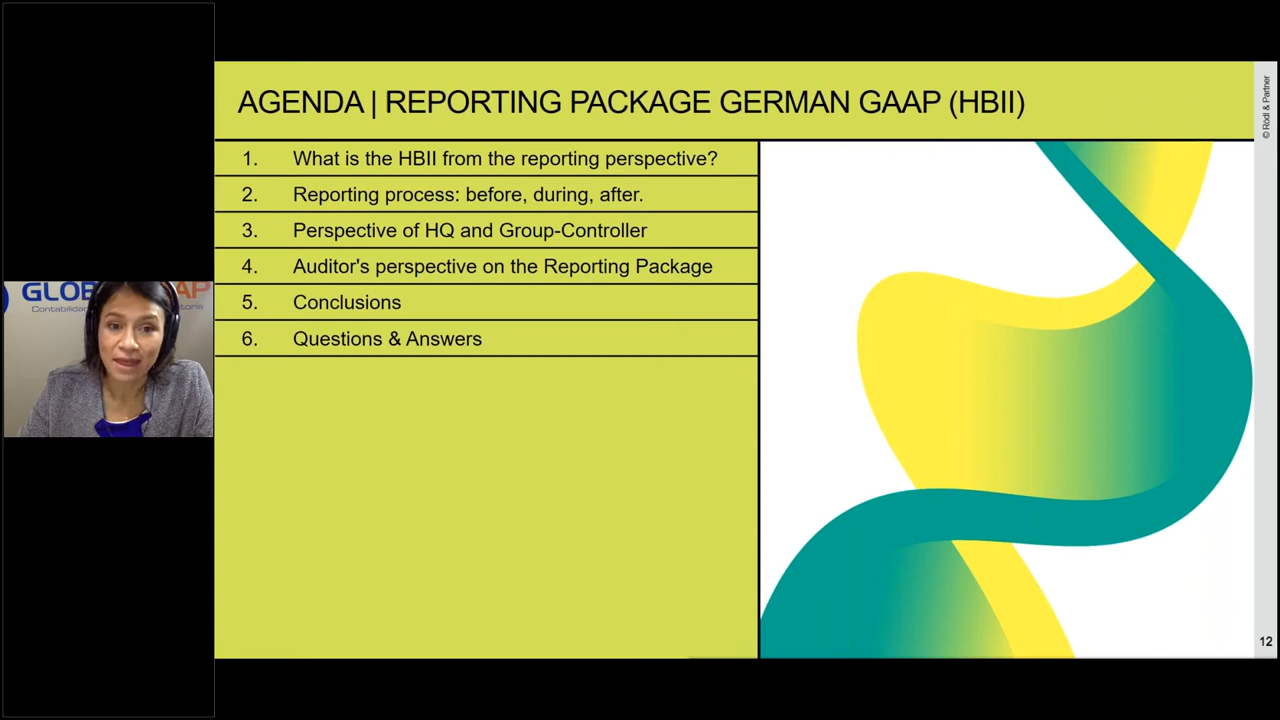 AGENDA | REPORTING PACKAGE GERMAN GAAP (HBII)
1. What is the HBII from the reporting perspective?
2. Reporting process: before, during, after.
3. Perspective of HQ and Group-Controller
4. Auditor's perspective on the Reporting Package
5. Conclusions
6. Questions & Answers
© Rödl & Partner
12